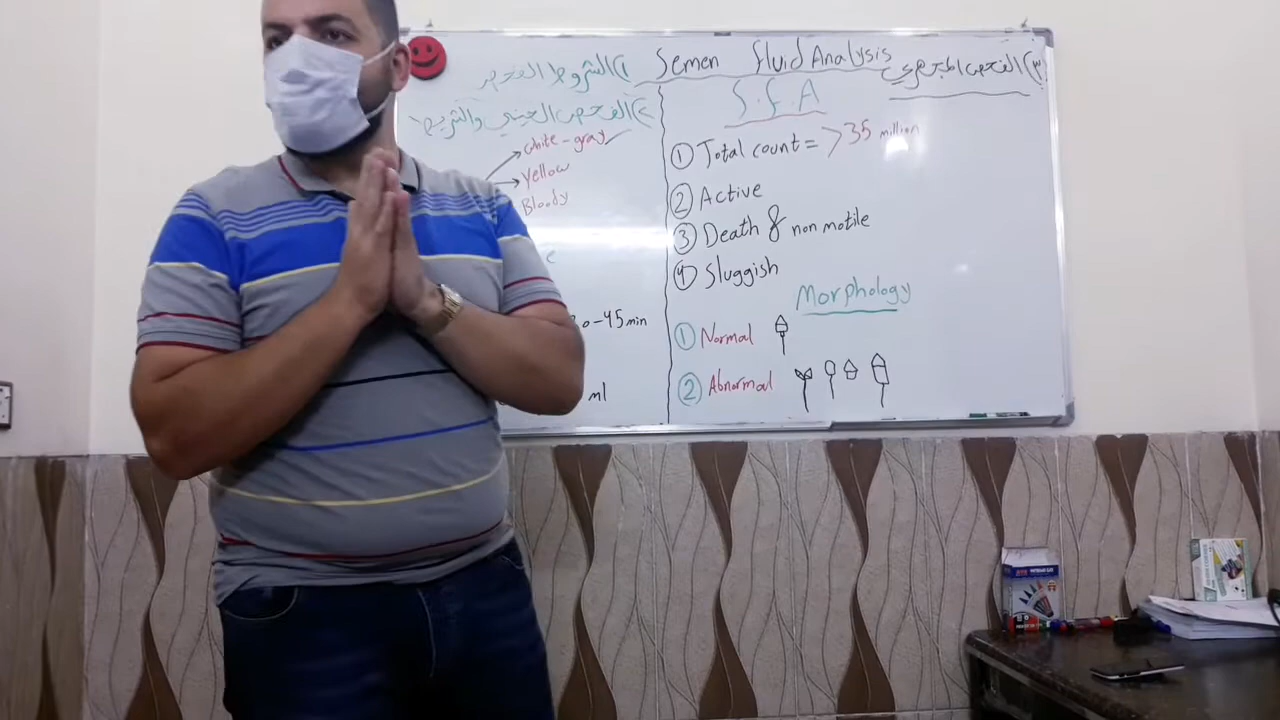 Semen fluid Analysis
S.F.A
١) الشروط الفحص
٢) الفحص العيني والشروط
white-gray
Yellow
Bloody
30-45 min
ml
٣) الفحص المجهري
① Total count = >35 million
② Active
③ Death & non motile
④ Sluggish
Morphology
① Normal
② Abnormal